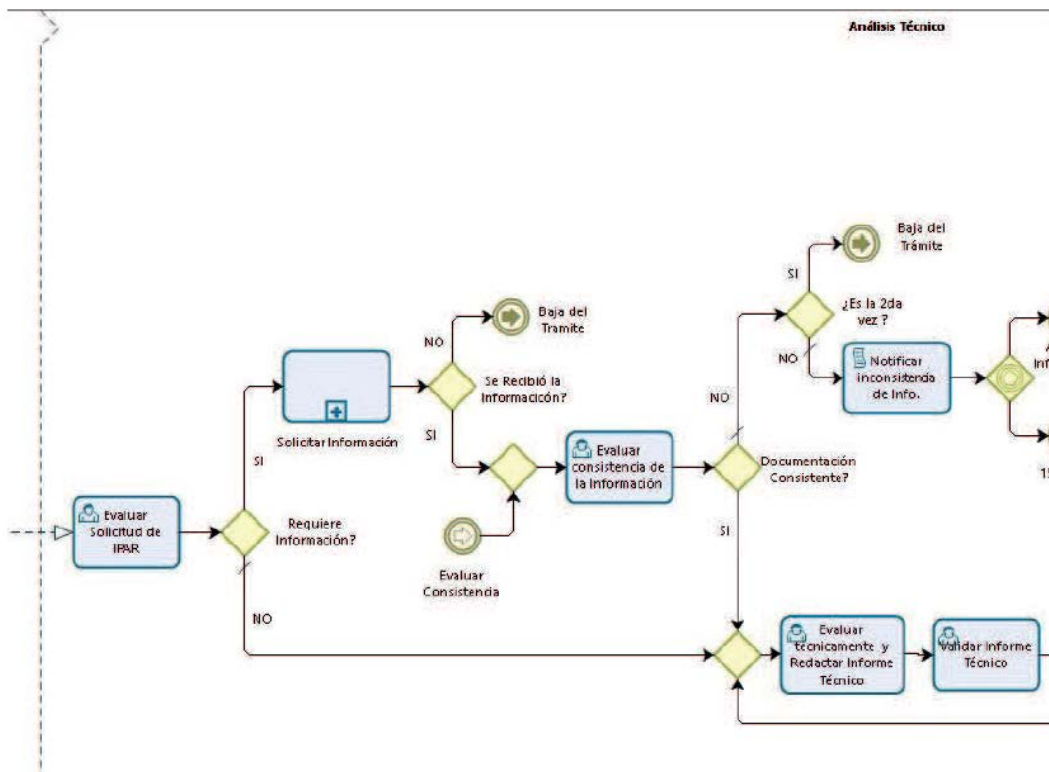 Análisis Técnico
Baja del
Trámite
SI
¿Es la 2da
vez ?
NO
Notificar
inconsistencia
de Info.
A
Inf
15
Baja del
Tramite
NO
Se Recibió la
Informacicón?
SI
Solicitar Información
SI
NO
Evaluar
consistencia de
la Información
Documentación
Consistente?
SI
Evaluar
Solicitud de
IPAR
Requiere
Información?
NO
Evaluar
Consistencia
Evaluar
técnicamente y
Redactar Informe
Técnico
Validar Informe
Técnico